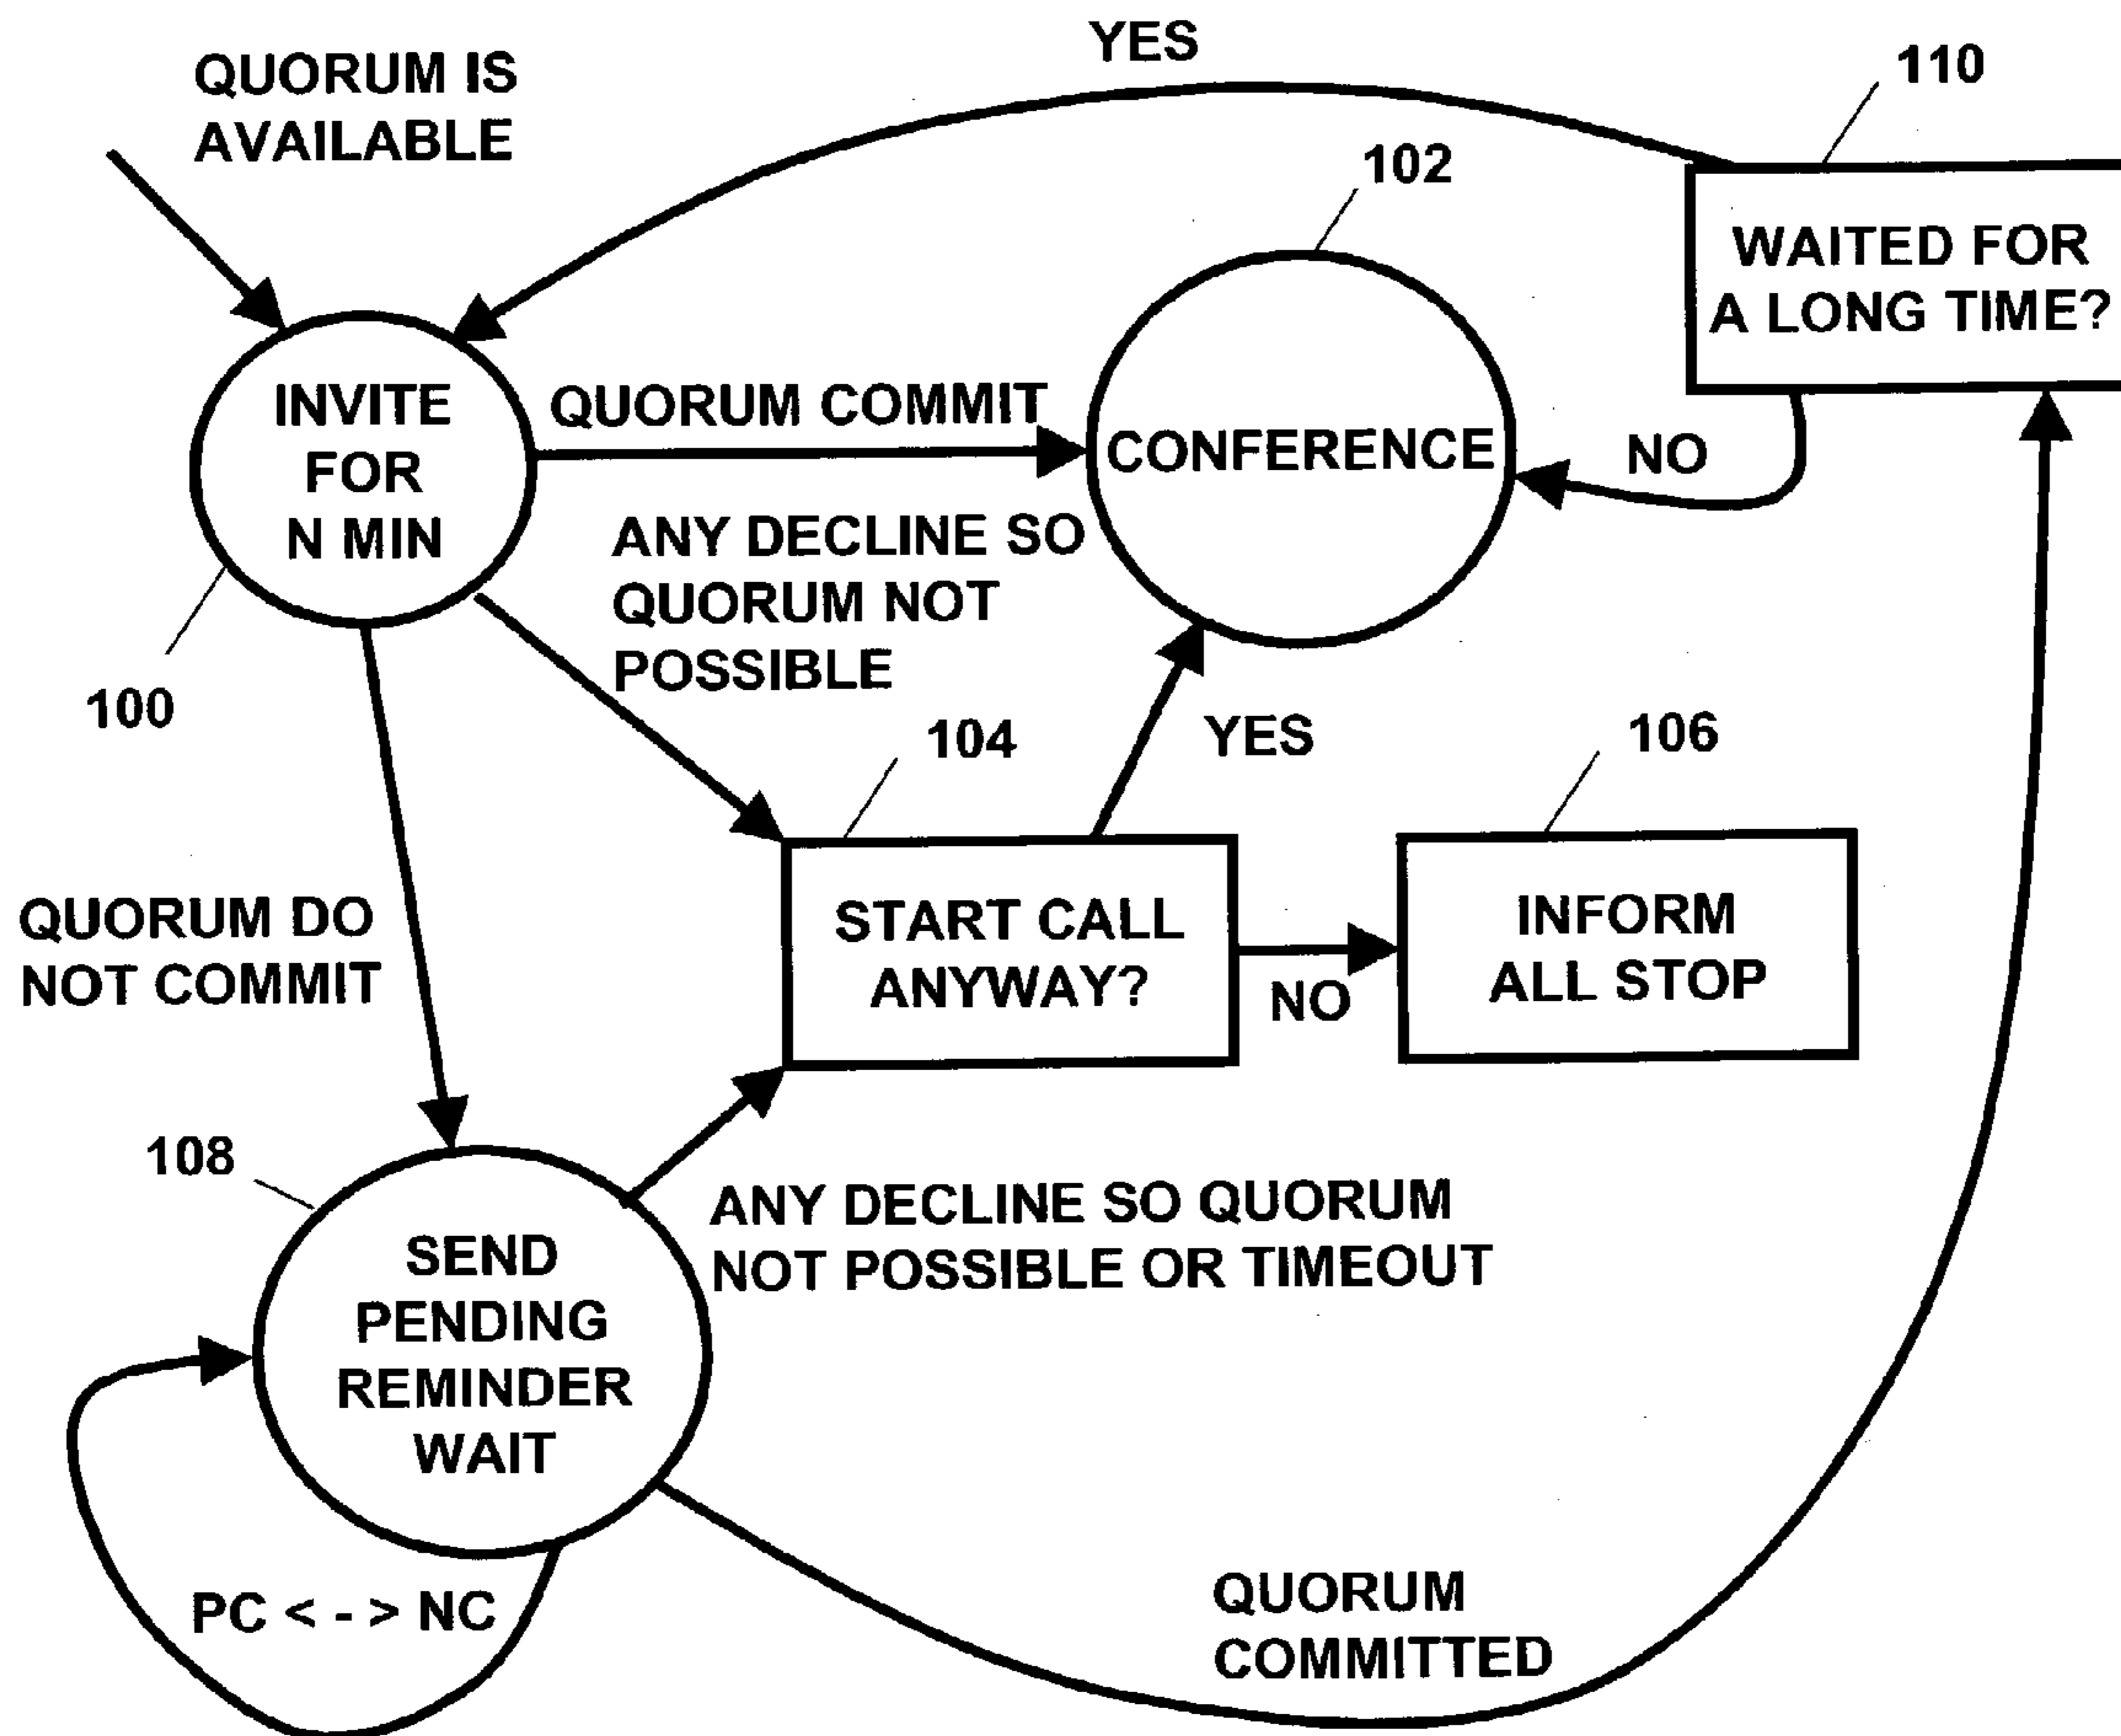 YES
QUORUM IS
AVAILABLE
110
102
WAITED FOR
A LONG TIME?
INVITE
FOR
N MIN
QUORUM COMMIT
CONFERENCE
NO
ANY DECLINE SO
QUORUM NOT
POSSIBLE
100
104
YES
106
QUORUM DO
NOT COMMIT
START CALL
ANYWAY?
NO
INFORM
ALL STOP
108
ANY DECLINE SO QUORUM
NOT POSSIBLE OR TIMEOUT
SEND
PENDING
REMINDER
WAIT
PC < - > NC
QUORUM
COMMITTED